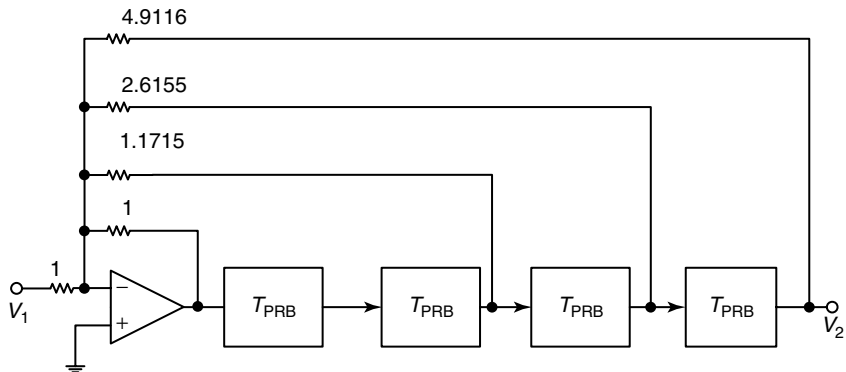 4.9116
2.6155
1.1715
1
1
V1
−
+
TPRB
TPRB
TPRB
TPRB
V2